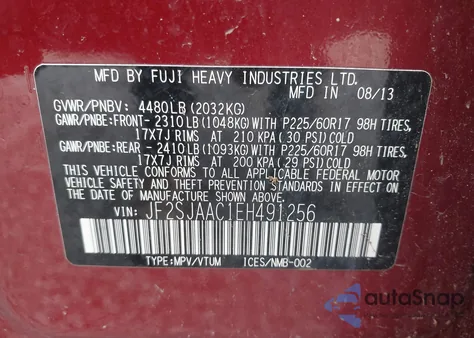 MFD BY FUJI HEAVY INDUSTRIES LTD.
MFD IN 08/13
GVWR/PNBV: 4480LB (2032KG)
GAWR/PNBE:FRONT- 2310LB (1048KG)WITH P225/60R17 98H TIRES,
17X7J RIMS AT 210 KPA (30 PSI) COLD
GAWR/PNBE:REAR - 2410LB (1093KG)WITH P225/60R17 98H TIRES,
17X7J RIMS AT 200 KPA (29 PSI) COLD
THIS VEHICLE CONFORMS TO ALL APPLICABLE FEDERAL MOTOR
VEHICLE SAFETY
THEFT PREVENTION STANDARDS IN EFFECT ON THE
DATE OF MANUFACTURE SHOWN ABOVE.
VIN: JF2SJAAC1EH491256
TYPE:MPV/VTUM ICES/NMB-002
autoSnap